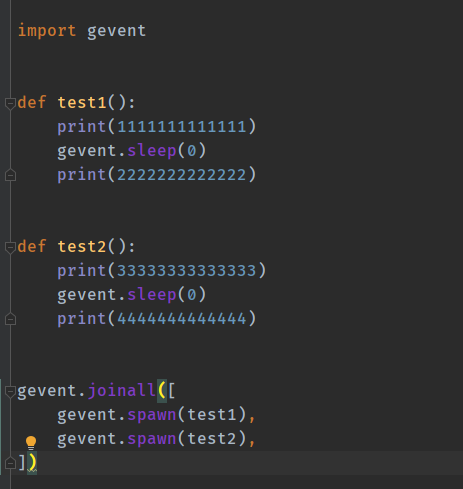 import gevent
def test1():
    print(1111111111111)
    gevent.sleep(0)
    print(2222222222222)
def test2():
    print(33333333333333)
    gevent.sleep(0)
    print(4444444444444)
gevent.joinall([
    gevent.spawn(test1),
    gevent.spawn(test2),
])